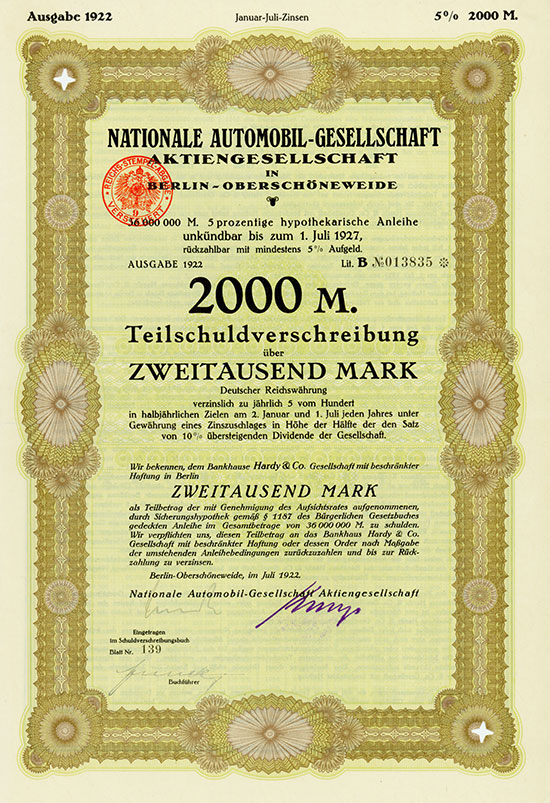 Ausgabe 1922 Januar-Juli-Zinsen 5% 2000 M.
NATIONALE AUTOMOBIL-GESELLSCHAFT
AKTIENGESELLSCHAFT
IN
BERLIN-OBERSCHÖNEWEIDE
REICHS-STEMPEL-ABGABE
VERSTEUERT
9
36 000 000 M. 5 prozentige hypothekarische Anleihe
unkündbar bis zum 1. Juli 1927,
rückzahlbar mit mindestens 5% Aufgeld.
AUSGABE 1922 Lit. B № 013835 *
2000 M.
Teilschuldverschreibung
über
ZWEITAUSEND MARK
Deutscher Reichswährung
verzinslich zu jährlich 5 vom Hundert
in halbjährlichen Zielen am 2. Januar und 1. Juli jeden Jahres unter
Gewährung eines Zinszuschlages in Höhe der Hälfte der den Satz
von 10% übersteigenden Dividende der Gesellschaft.
Wir bekennen, dem Bankhause Hardy & Co. Gesellschaft mit beschränkter
Haftung in Berlin
ZWEITAUSEND MARK
als Teilbetrag der mit Genehmigung des Aufsichtsrates aufgenommenen,
durch Sicherungshypothek gemäß § 1187 des Bürgerlichen Gesetzbuches
gedeckten Anleihe im Gesamtbetrage von 36 000 000 M. zu schulden.
Wir verpflichten uns, diesen Teilbetrag an das Bankhaus Hardy & Co.
Gesellschaft mit beschränkter Haftung oder dessen Order nach Maßgabe
der umstehenden Anleihebedingungen zurückzuzahlen und bis zur Rück-
zahlung zu verzinsen.
Berlin-Oberschöneweide, im Juli 1922.
Nationale Automobil-Gesellschaft Aktiengesellschaft
Eingetragen
im Schuldverschreibungsbuch
Blatt Nr. 139
Buchführer